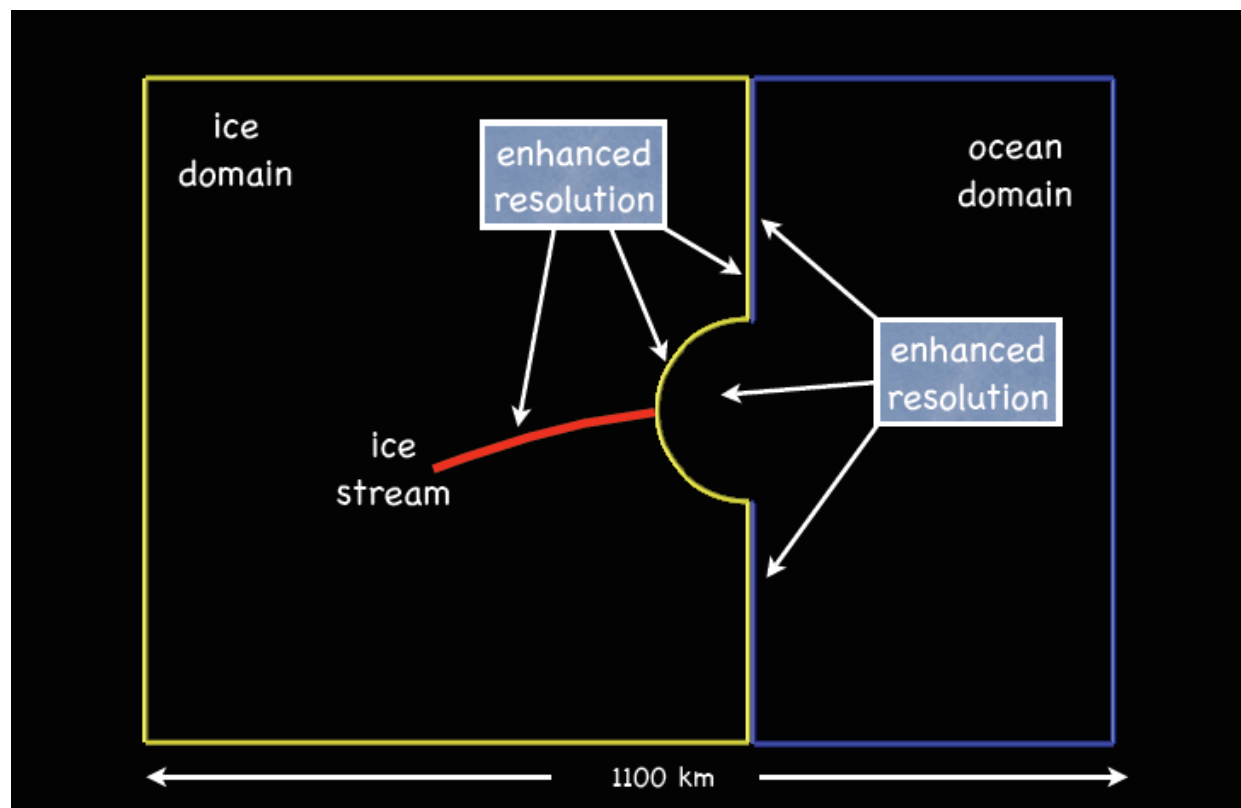 ice
domain
enhanced
resolution
ocean
domain
enhanced
resolution
ice
stream
1100 km